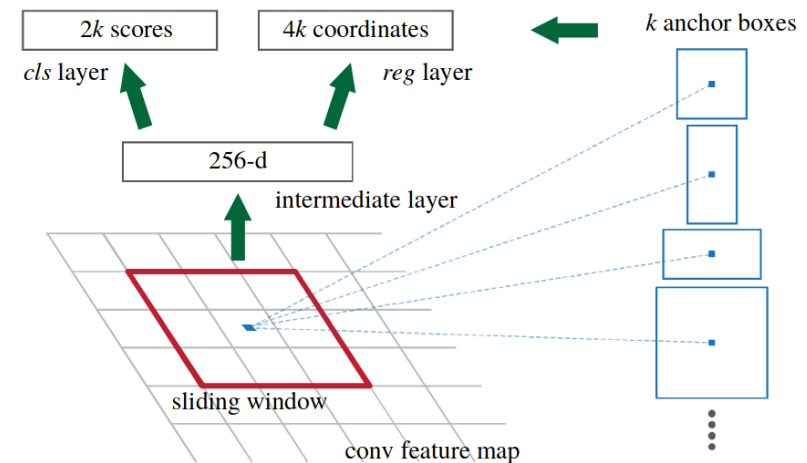 2k scores
4k coordinates
k anchor boxes
cls layer
reg layer
256-d
intermediate layer
sliding window
conv feature map